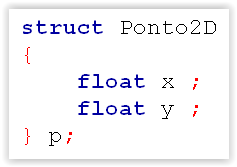 struct Ponto2D
{
    float x ;
    float y ;
} p;